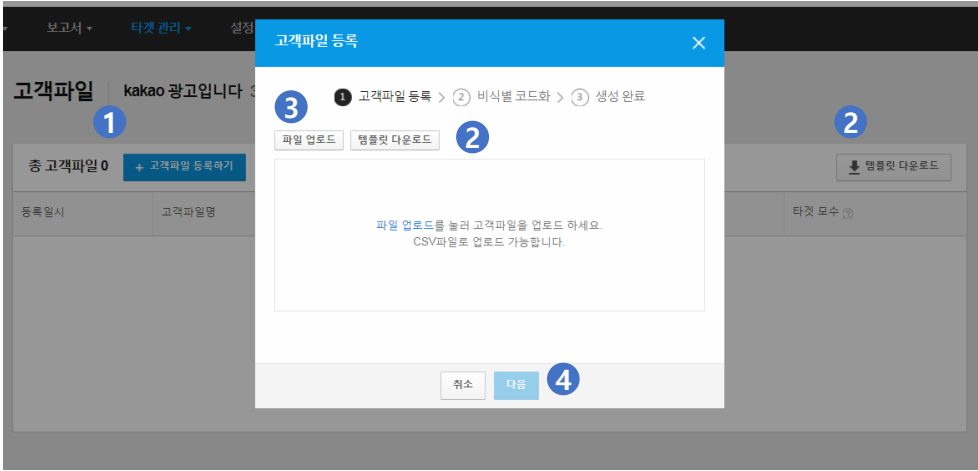 보고서 타겟 관리 설정
고객파일 kakao 광고입니다
1
총 고객파일 0 + 고객파일 등록하기
2
템플릿 다운로드
등록일시 고객파일명 타겟 모수 ?
고객파일 등록
1 고객파일 등록 > 2 비식별 코드화 > 3 생성 완료
3
파일 업로드 템플릿 다운로드
2
파일 업로드를 눌러 고객파일을 업로드 하세요.
CSV파일로 업로드 가능합니다.
취소 다음
4